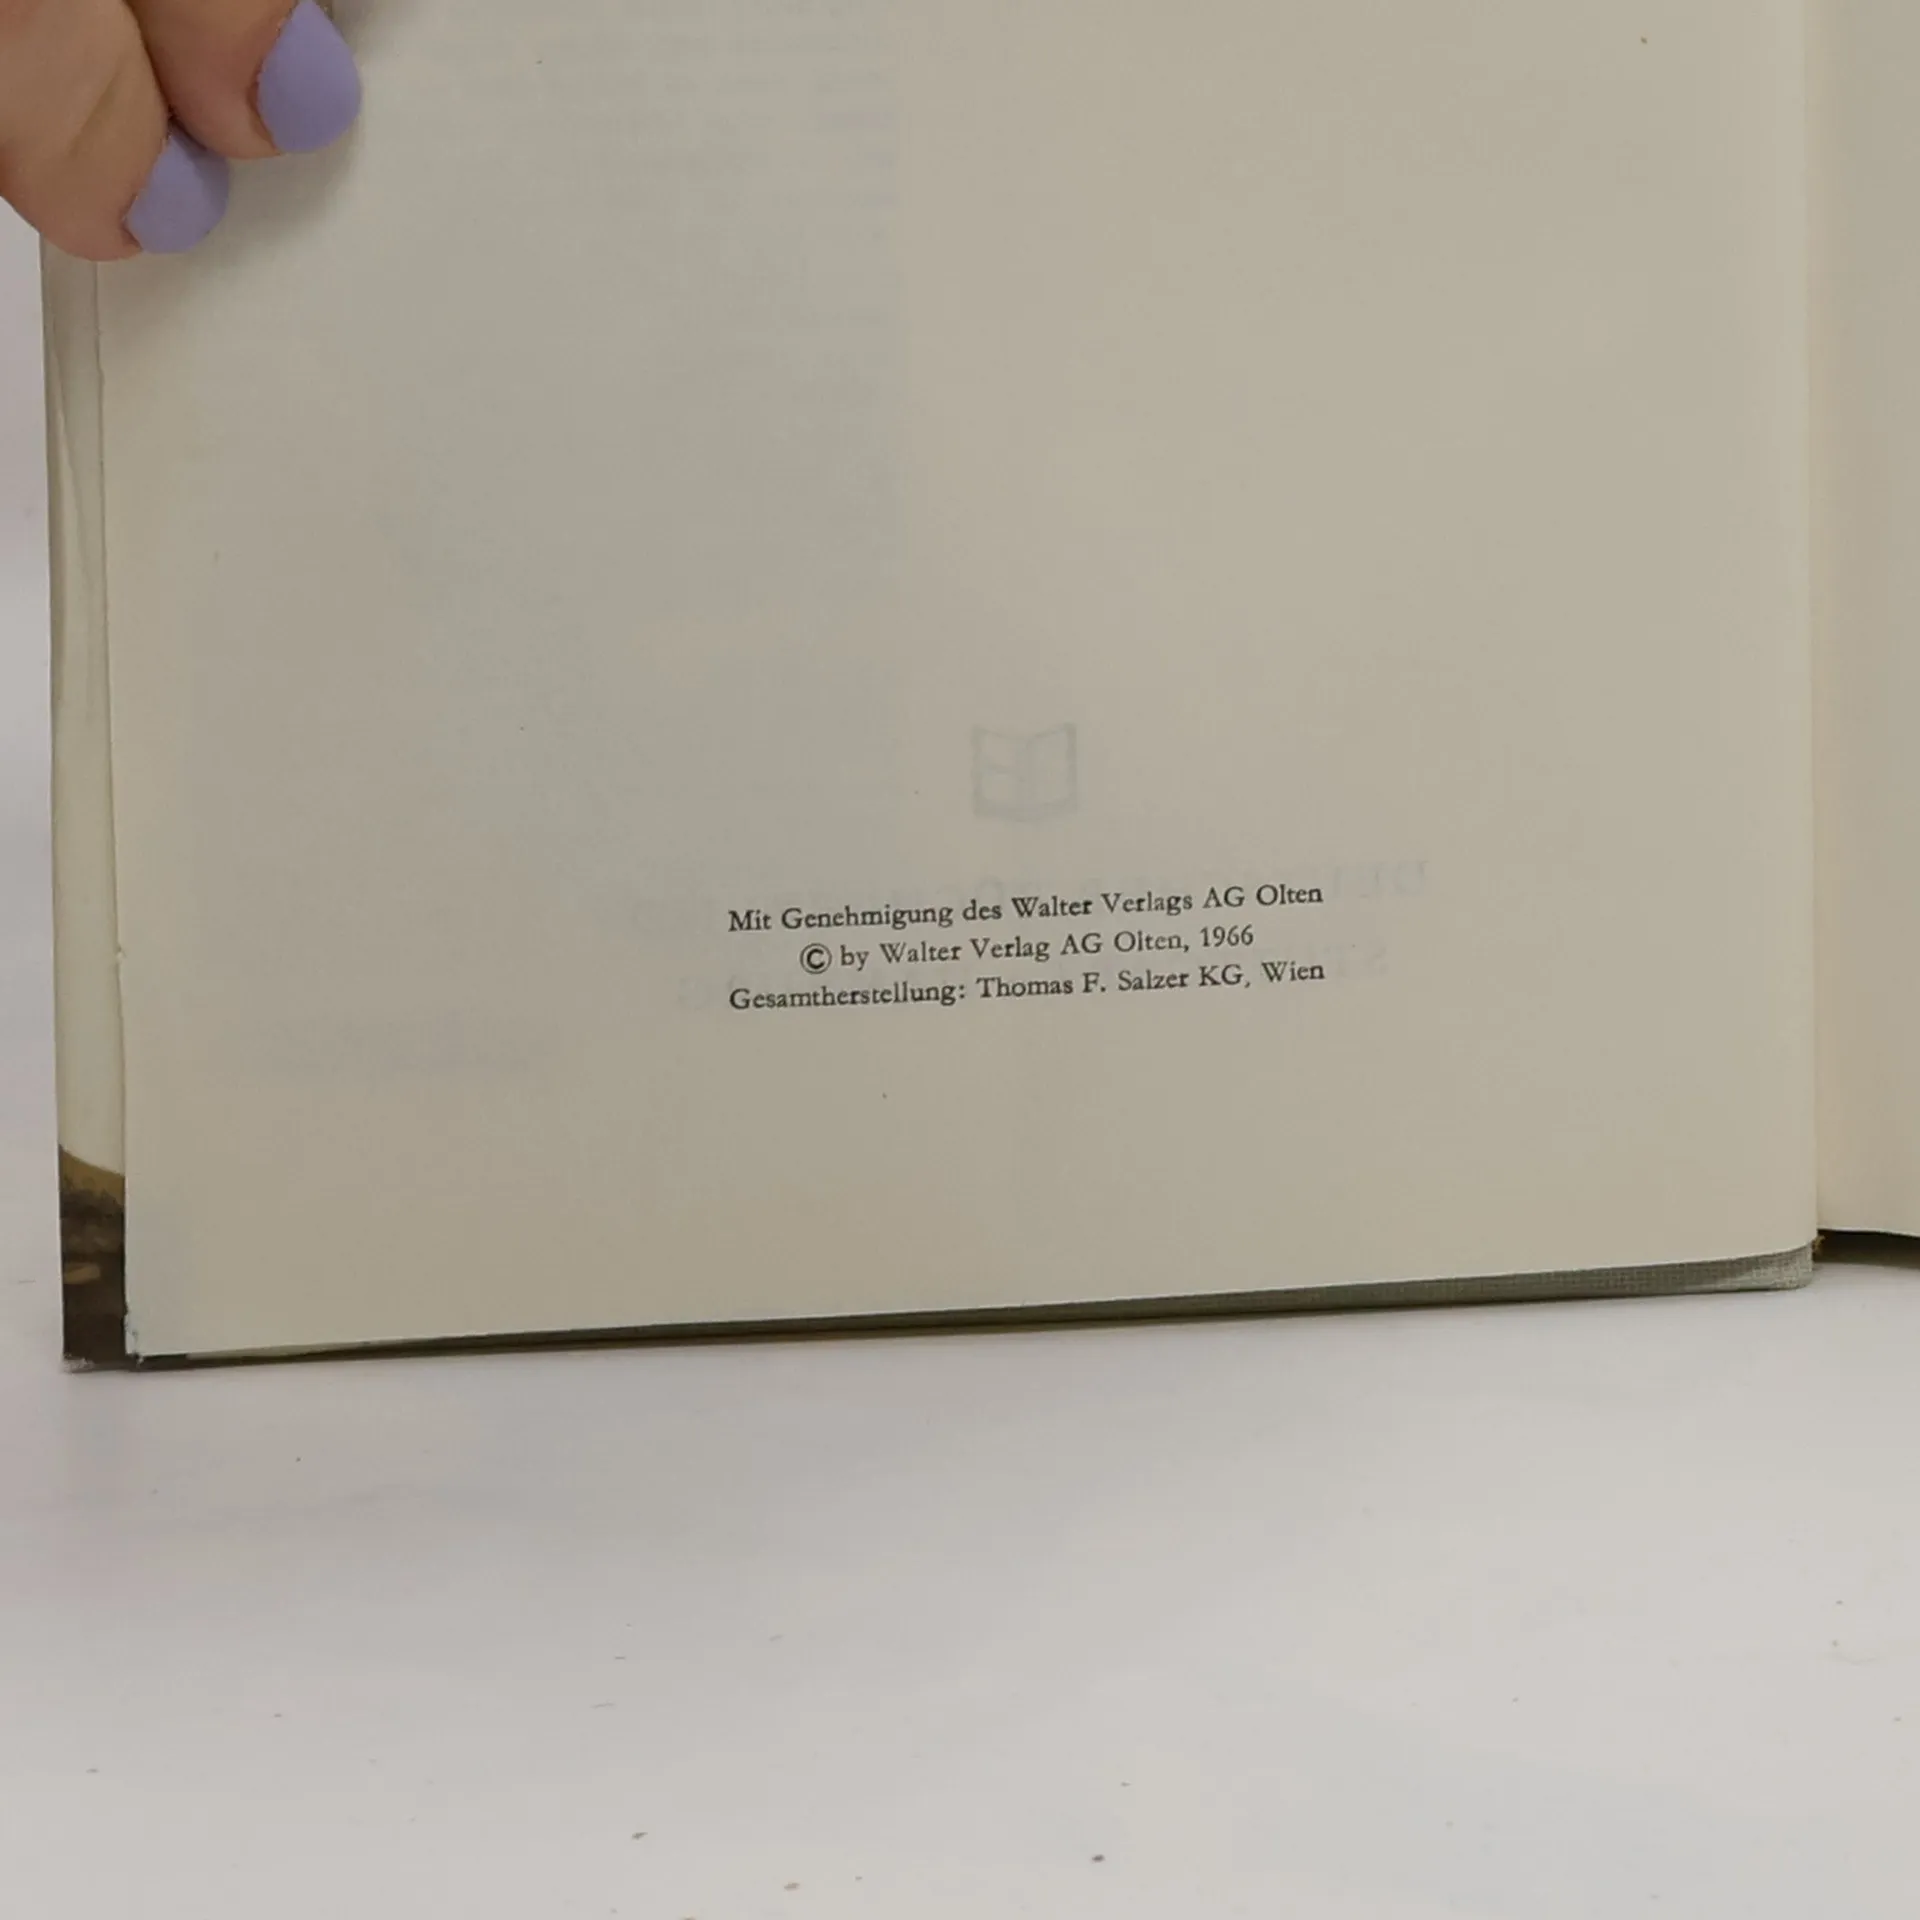 Mit Genehmigung des Walter Verlags AG Olten
© by Walter Verlag AG Olten, 1966
Gesamtherstellung: Thomas F. Salzer KG, Wien